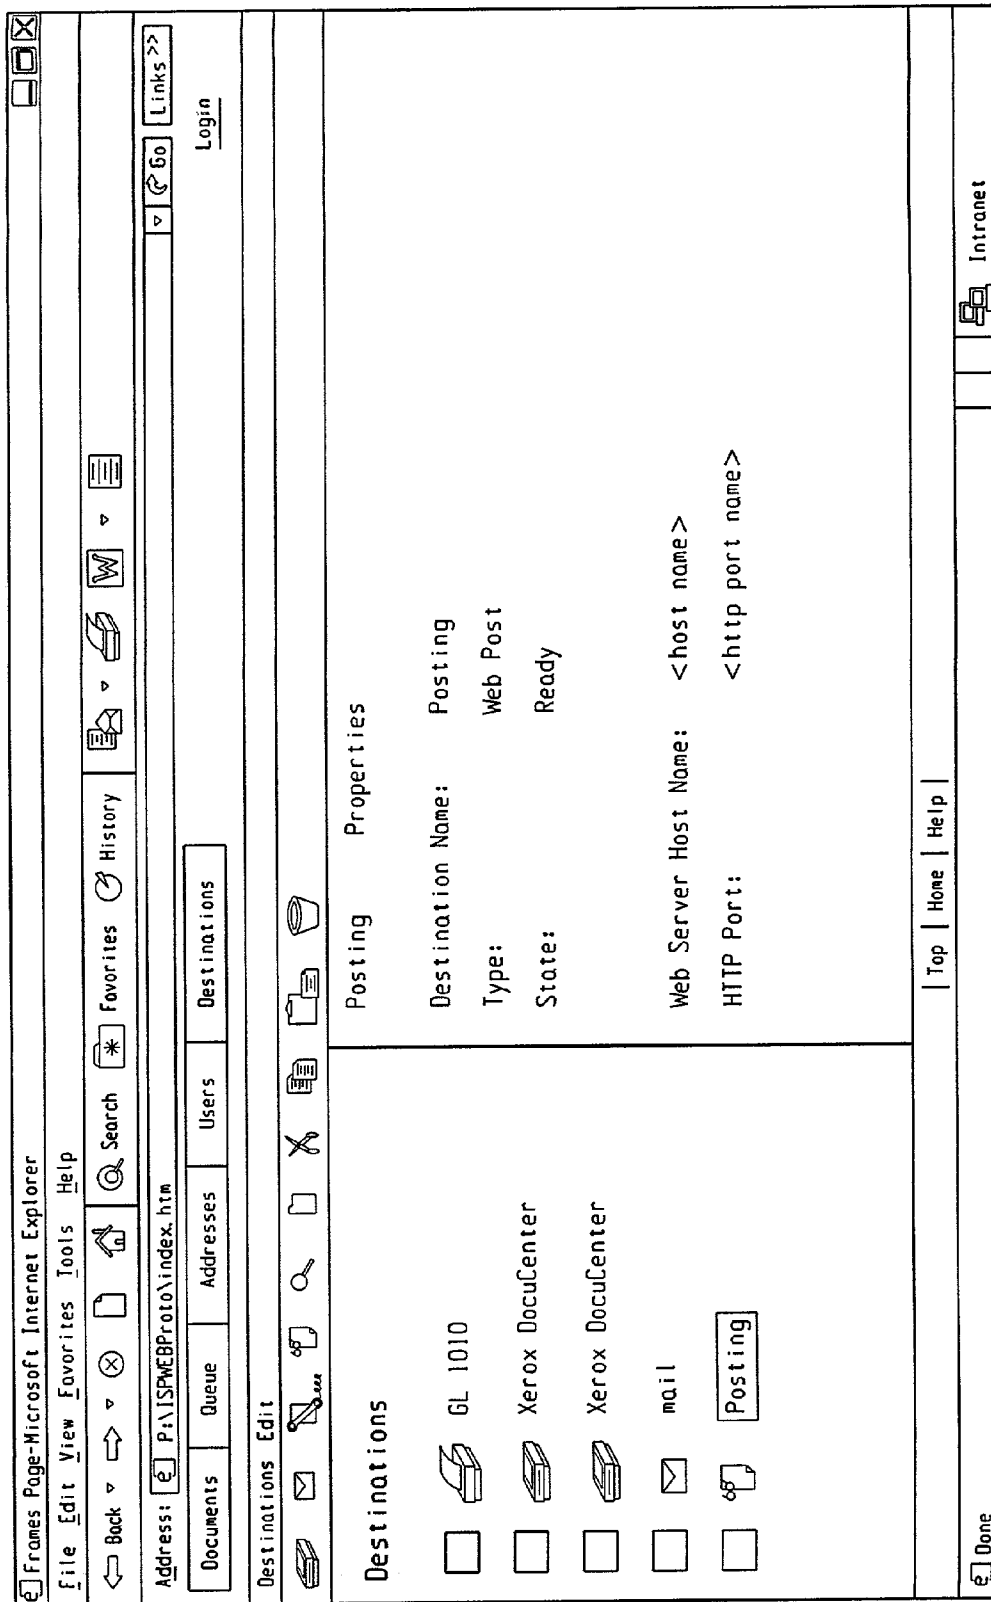 Frames Page-Microsoft Internet Explorer
File Edit View Favorites Tools Help
Back Search Favorites History W
Address: P:\ISPWEBProto\index.htm Go Links >>
Documents Queue Addresses Users Destinations Login
Destinations Edit
Destinations
GL 1010
Xerox DocuCenter
Xerox DocuCenter
mail
Posting
Posting Properties
Destination Name: Posting
Type: Web Post
State: Ready
Web Server Host Name: <host name>
HTTP Port: <http port name>
| Top | Home | Help |
Done Intranet